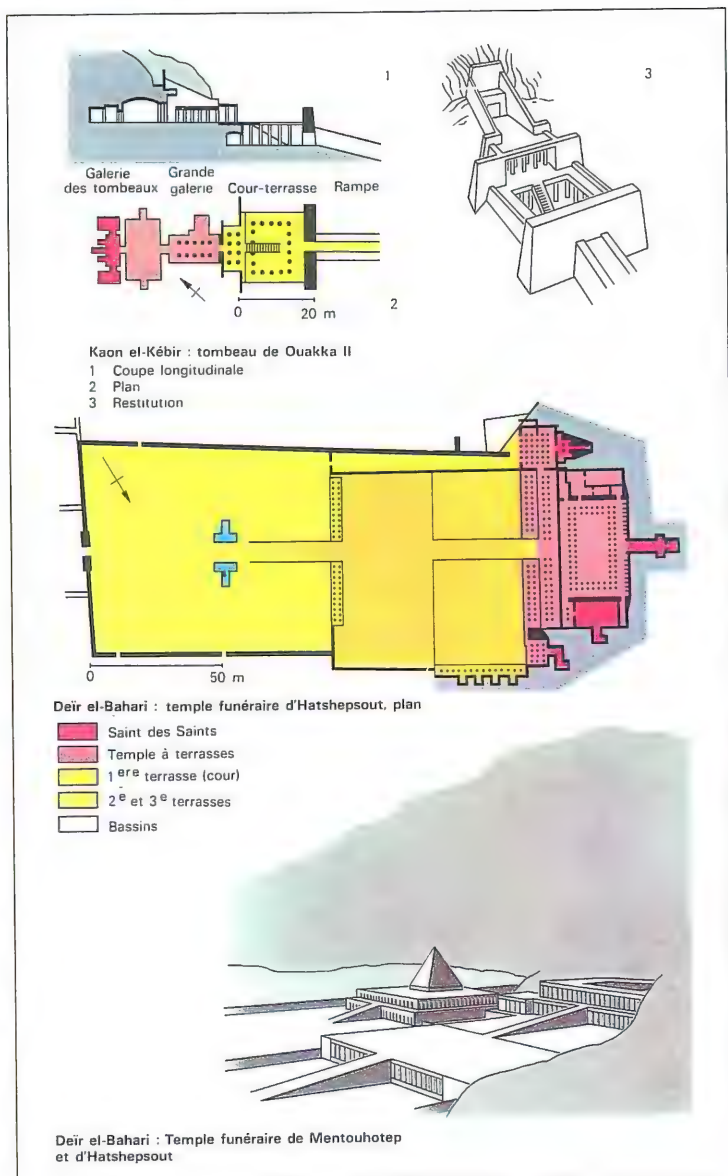 1
3
Galerie des tombeaux
Grande galerie
Cour-terrasse
Rampe
0 20 m
2
Kaon el-Kébir : tombeau de Ouakka II
1 Coupe longitudinale
2 Plan
3 Restitution
0 50 m
Deïr el-Bahari : temple funéraire d'Hatshepsout, plan
Saint des Saints
Temple à terrasses
1ere terrasse (cour)
2e et 3e terrasses
Bassins
Deïr el-Bahari : Temple funéraire de Mentouhotep
et d'Hatshepsout